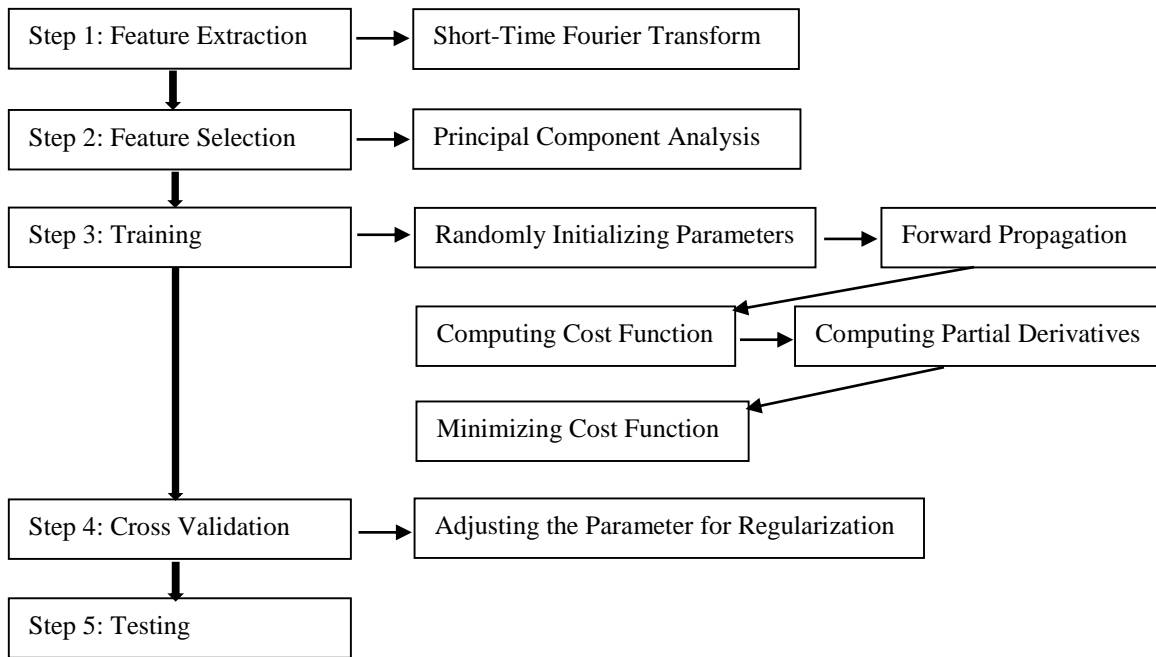 Step 1: Feature Extraction
Short-Time Fourier Transform
Step 2: Feature Selection
Principal Component Analysis
Step 3: Training
Randomly Initializing Parameters
Forward Propagation
Computing Cost Function
Computing Partial Derivatives
Minimizing Cost Function
Step 4: Cross Validation
Adjusting the Parameter for Regularization
Step 5: Testing